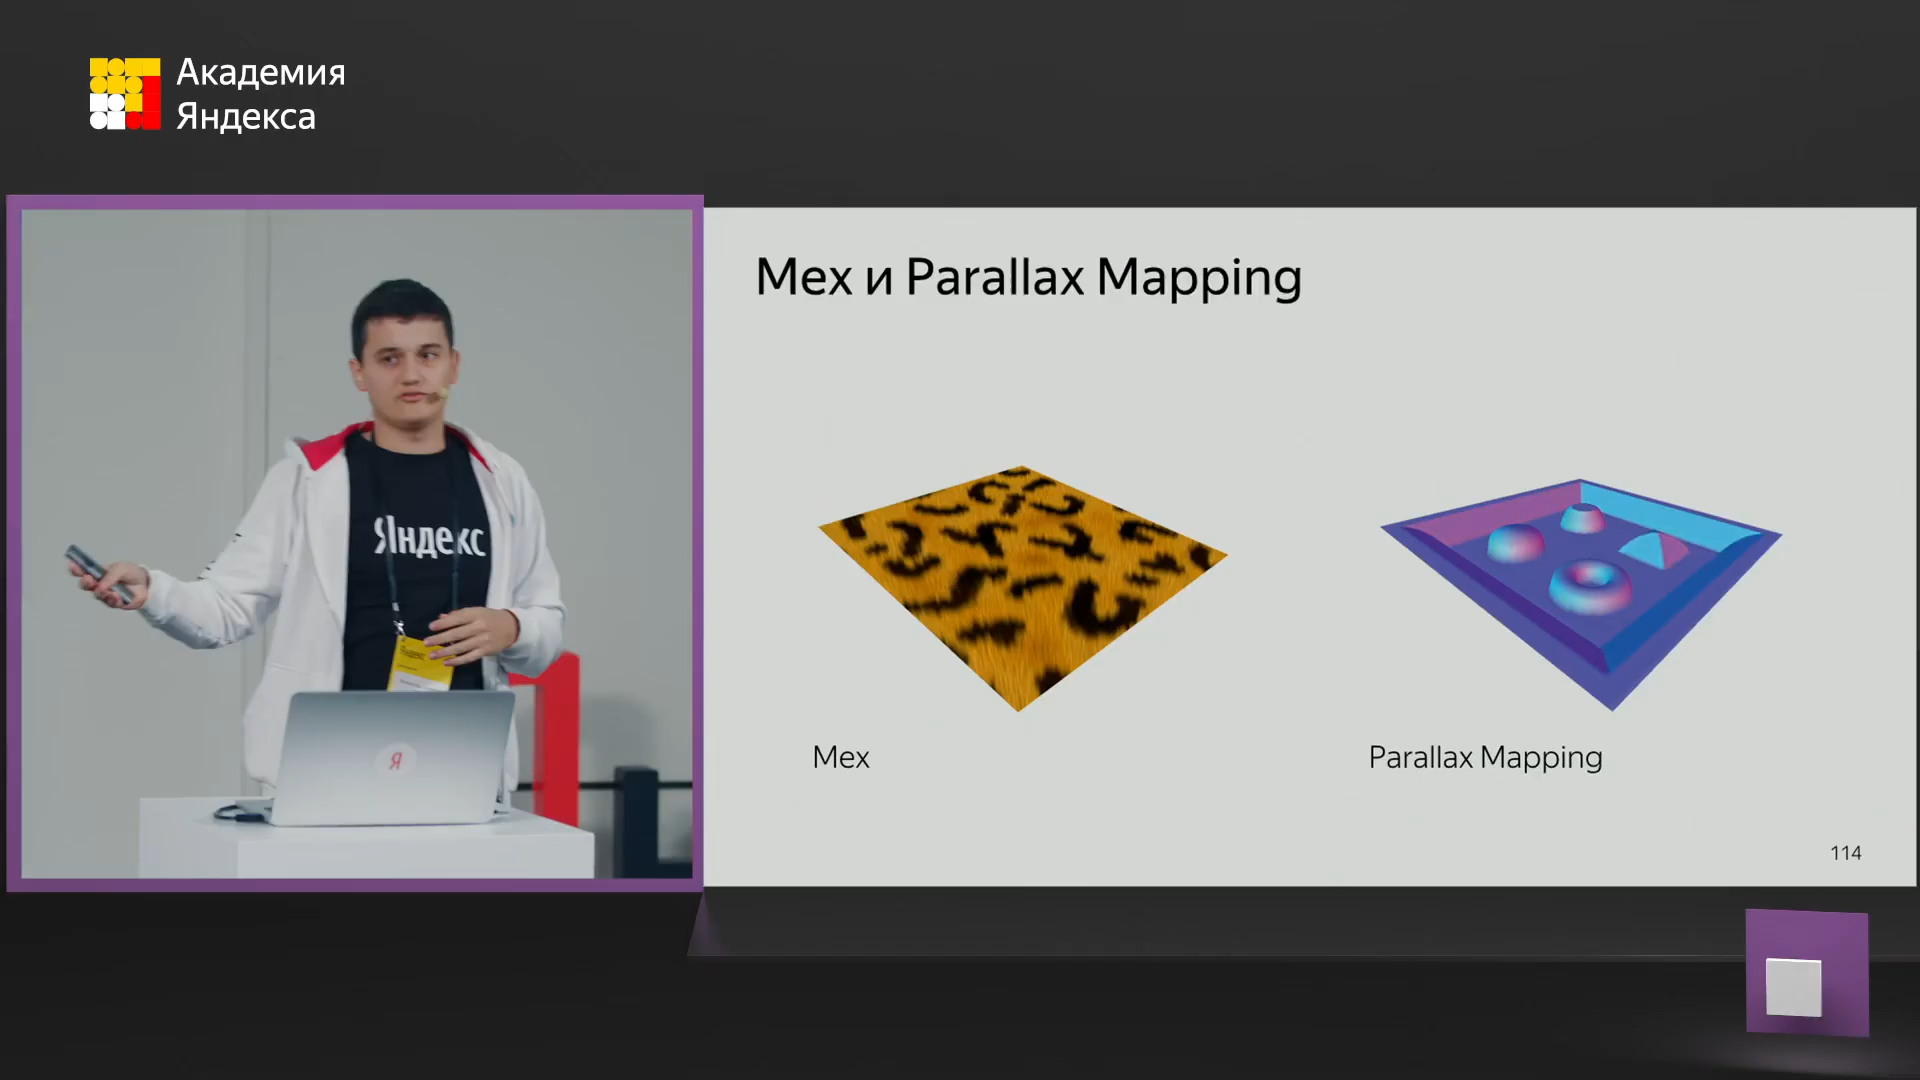 Академия
Яндекса
Мех и Parallax Mapping
Яндекс
Я
Мех
Parallax Mapping
114